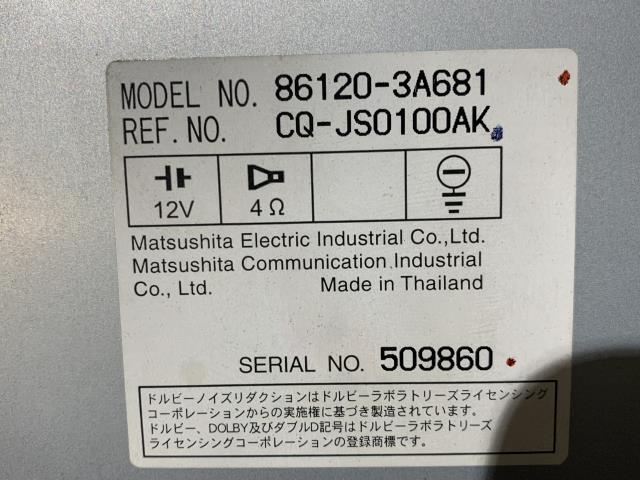 MODEL NO. 86120-3A681
REF. NO. CQ-JS0100AK
12V 4Ω
Matsushita Electric Industrial Co.,Ltd.
Matsushita Communication Industrial
Co., Ltd. Made in Thailand
SERIAL NO. 509860
ドルビーノイズリダクションはドルビーラボラトリーズライセンシング
コーポレーションからの実施権に基づき製造されています.
ドルビー、DOLBY及びダブルD記号はドルビーラボラトリーズ
ライセンシングコーポレーションの登録商標です.